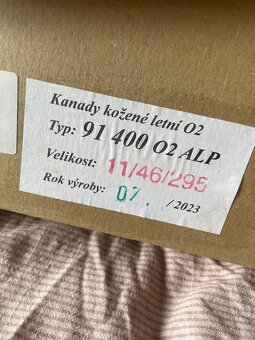 Kanady kožené letní O2
Typ: 91 400 O2 ALP
Velikost: 11/46/295
Rok výroby: 07. / 2023